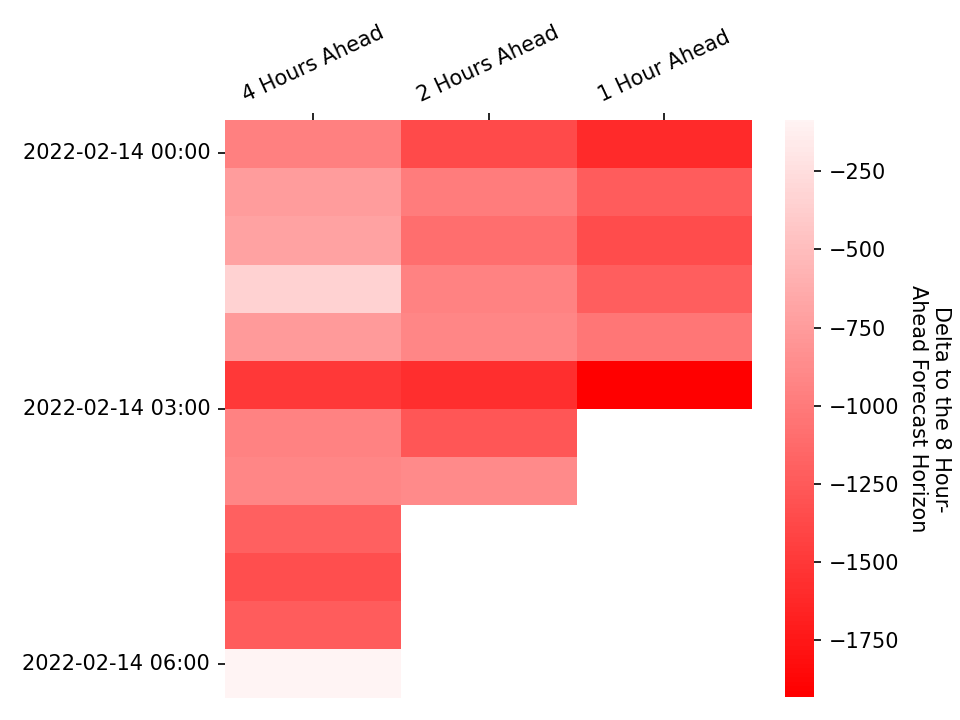 4 Hours Ahead
2 Hours Ahead
1 Hour Ahead
2022-02-14 00:00
2022-02-14 03:00
2022-02-14 06:00
−250
−500
−750
−1000
−1250
−1500
−1750
Delta to the 8 Hour-
Ahead Forecast Horizon